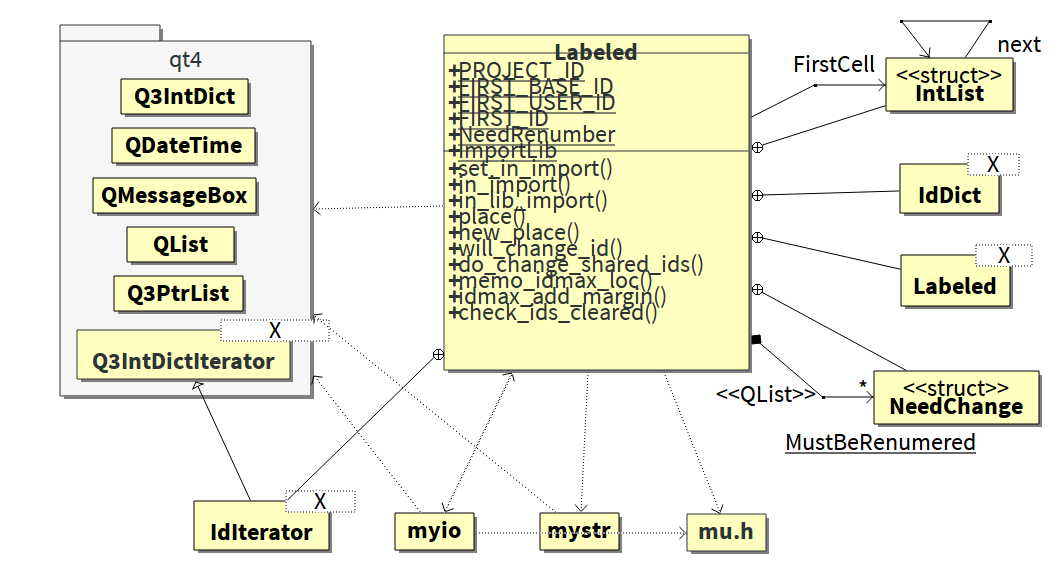 qt4
Q3IntDict
QDateTime
QMessageBox
QList
Q3PtrList
X
Q3IntDictIterator
Labeled
+PROJECT_ID
+FIRST_BASE_ID
+FIRST_USER_ID
+FIRST_ID
+NeedRenumber
+ImportLib
+set_in_import()
+in_import()
+in_lib_import()
+place()
+new_place()
+will_change_id()
+do_change_shared_ids()
+memo_idmax_loc()
+idmax_add_margin()
+check_ids_cleared()
FirstCell
next
<<struct>>
IntList
X
IdDict
X
Labeled
<<QList>>
*
<<struct>>
NeedChange
MustBeRenumered
X
IdIterator
myio
mystr
mu.h